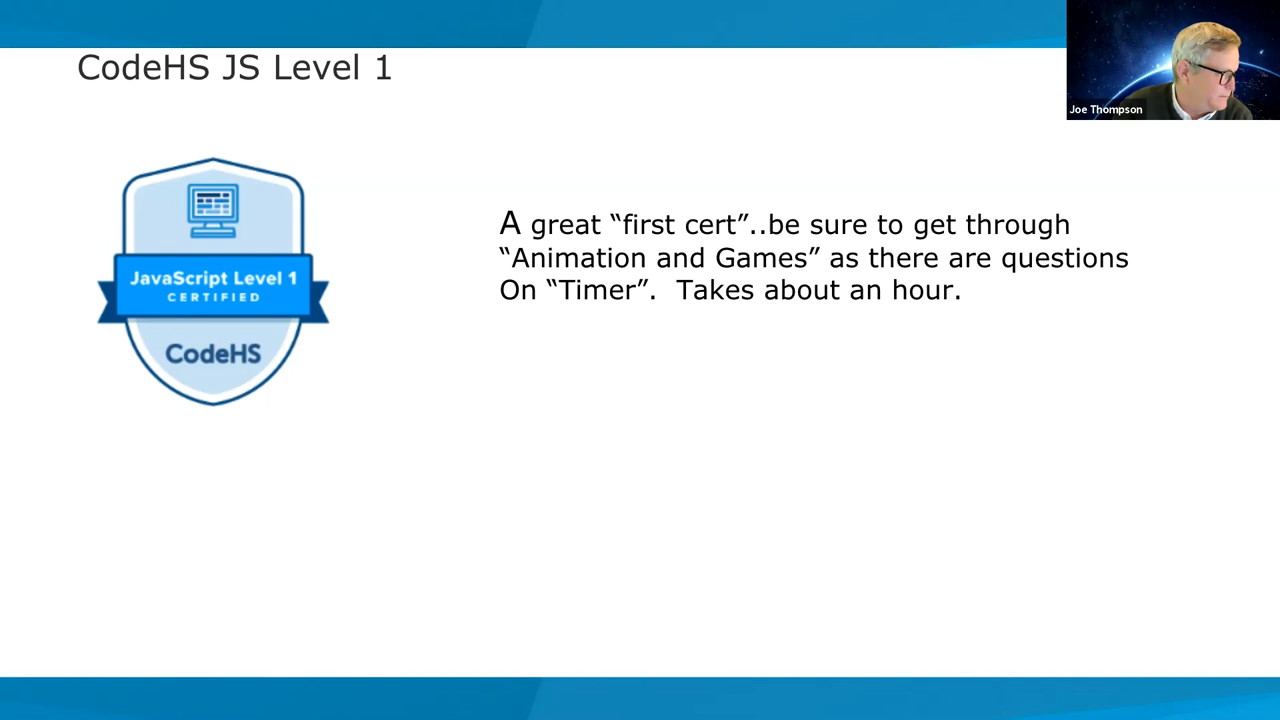 CodeHS JS Level 1
Joe Thompson
JavaScript Level 1
CERTIFIED
CodeHS
A great “first cert”..be sure to get through
“Animation and Games” as there are questions
On “Timer”.  Takes about an hour.